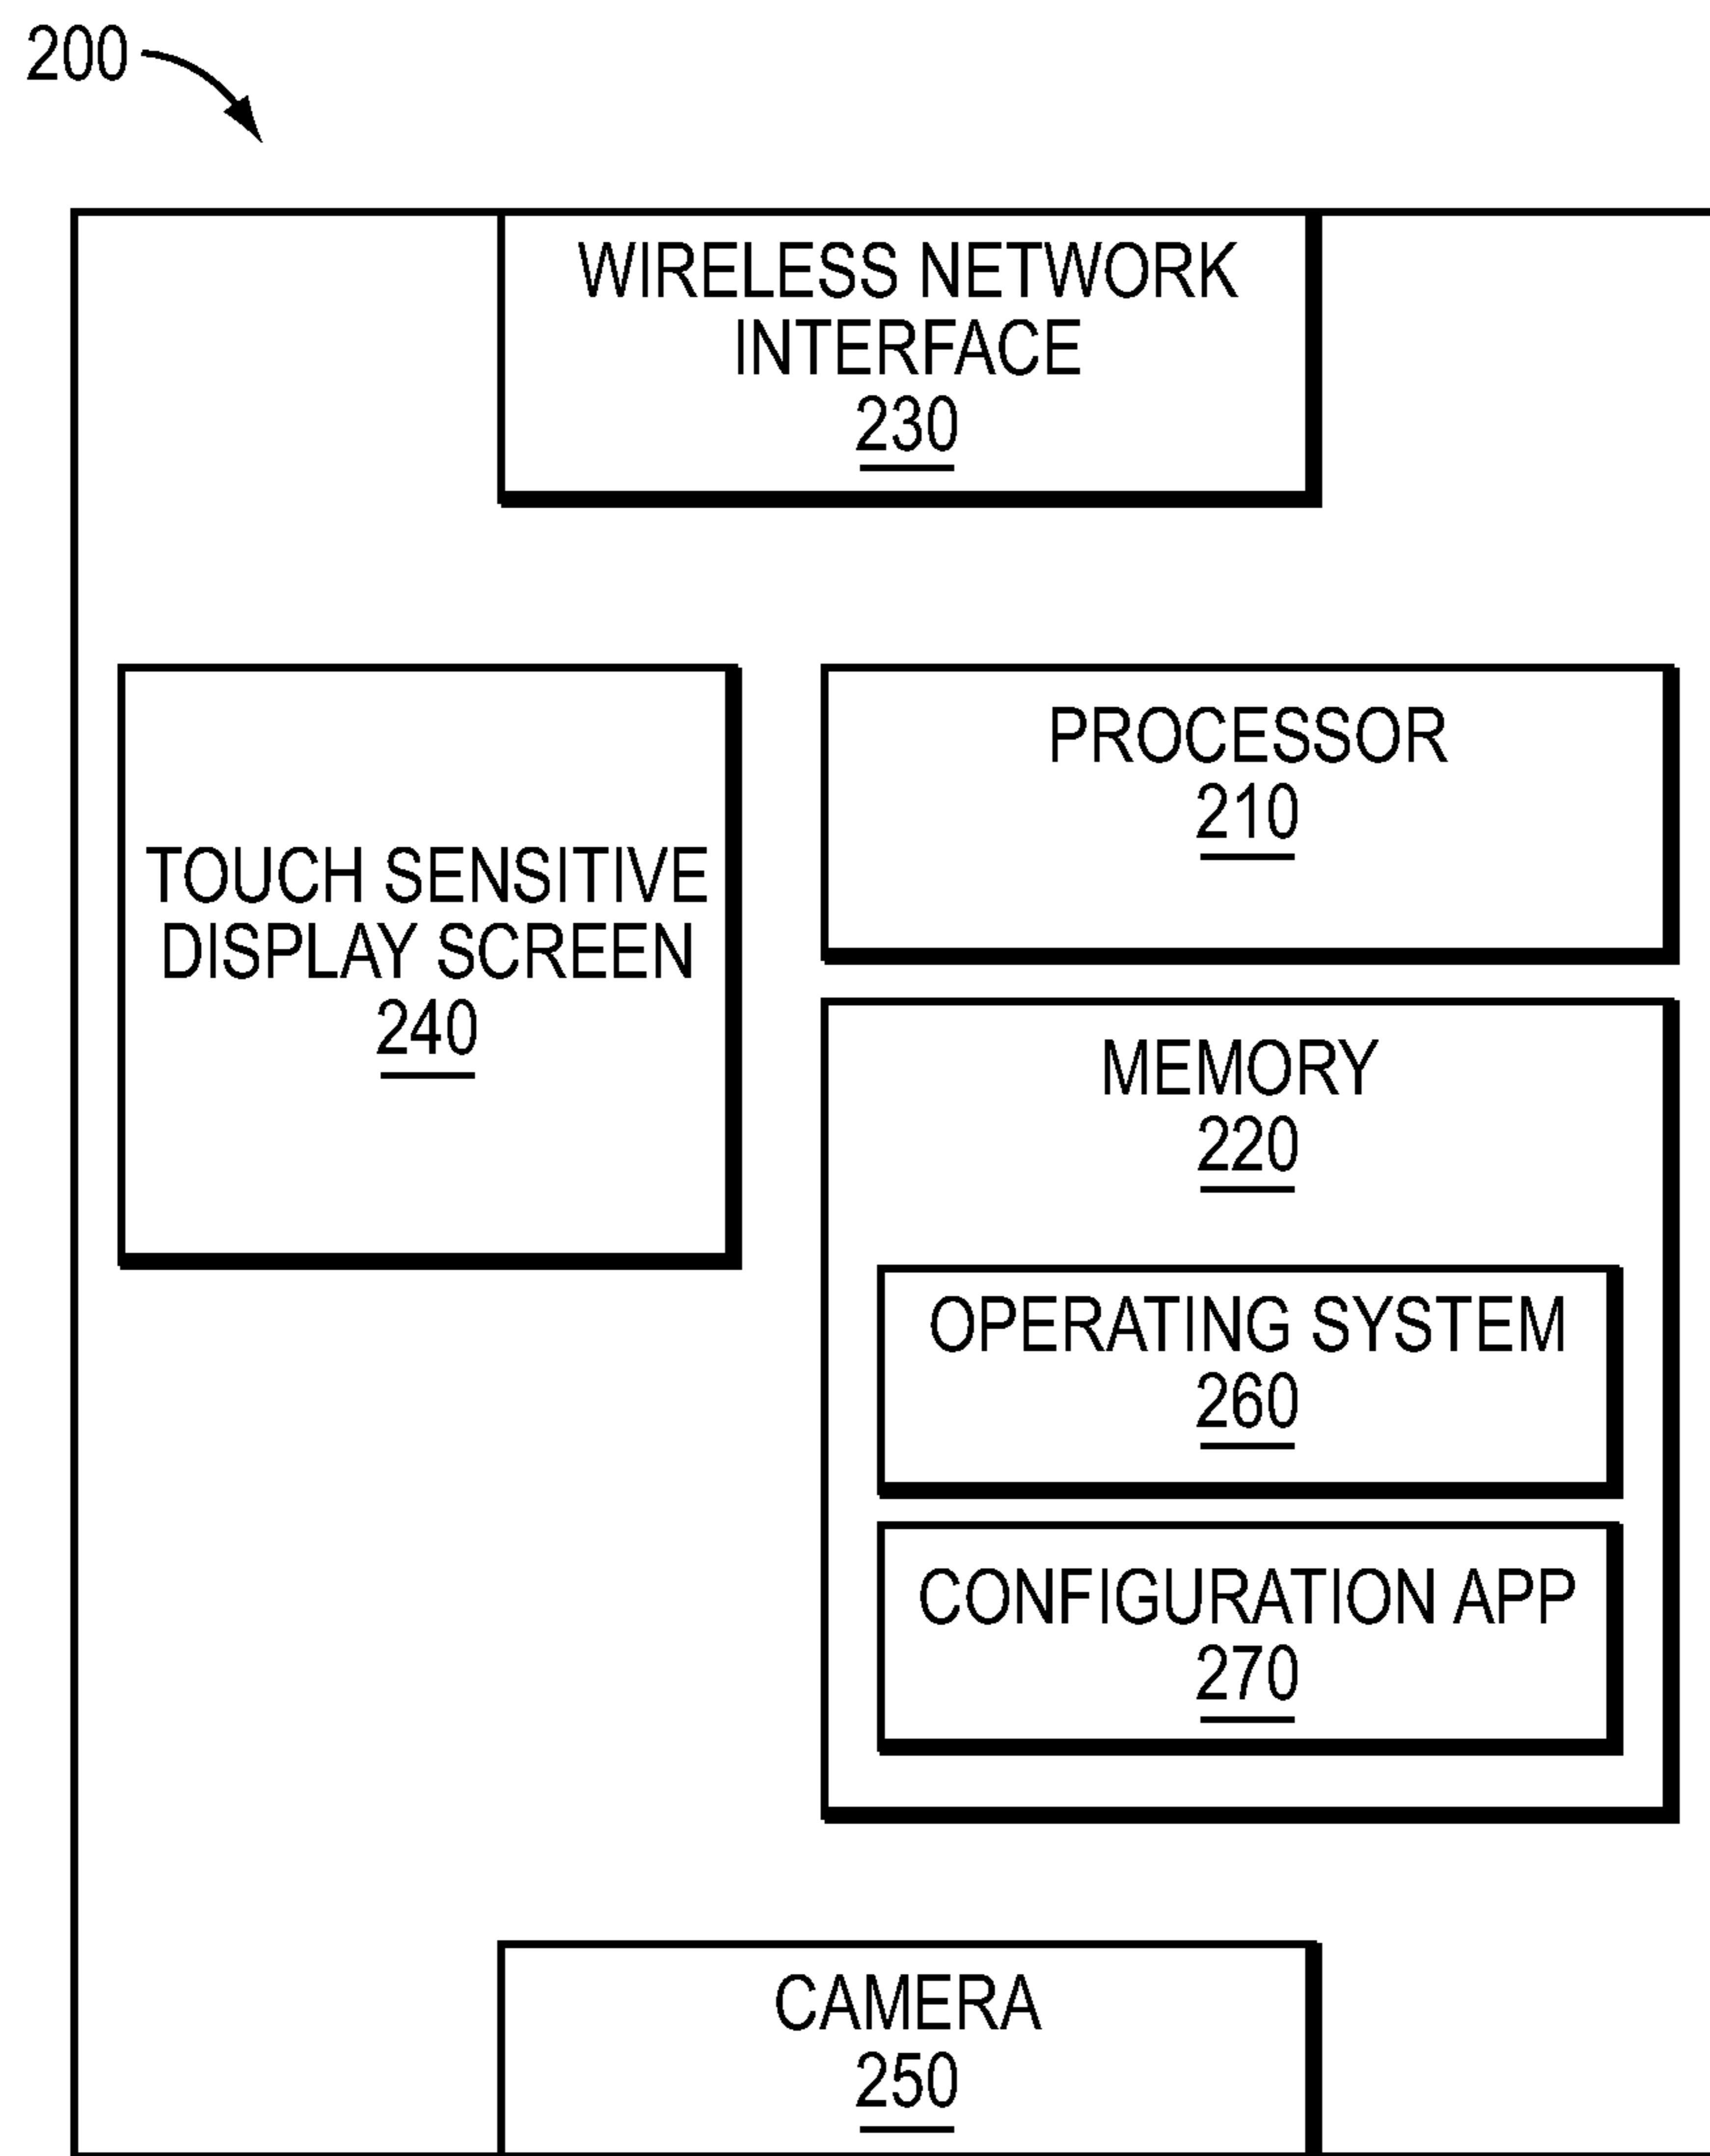 200
WIRELESS NETWORK
INTERFACE
230
TOUCH SENSITIVE
DISPLAY SCREEN
240
PROCESSOR
210
MEMORY
220
OPERATING SYSTEM
260
CONFIGURATION APP
270
CAMERA
250